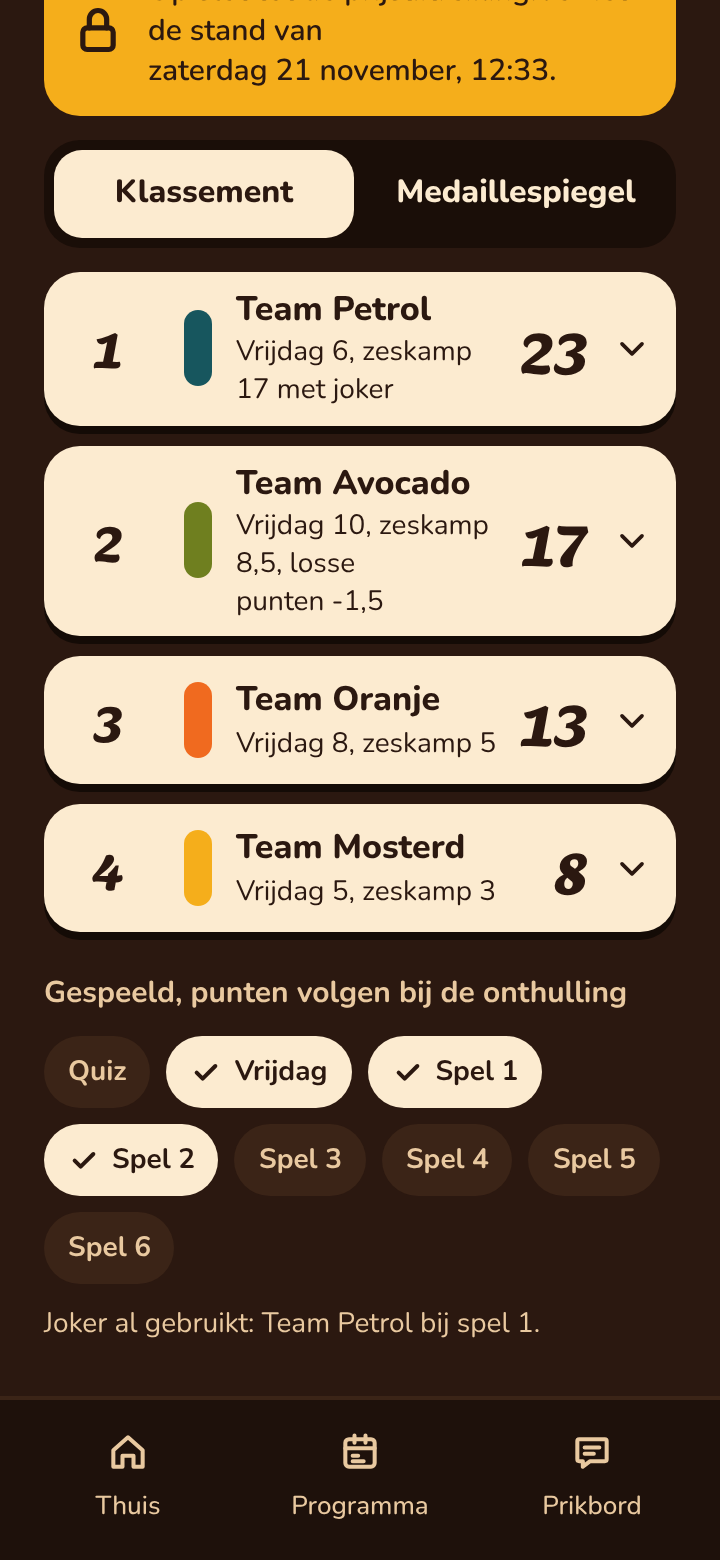 de stand van
zaterdag 21 november, 12:33.
Klassement
Medaillespiegel
1
Team Petrol
Vrijdag 6, zeskamp
17 met joker
23
2
Team Avocado
Vrijdag 10, zeskamp
8,5, losse
punten -1,5
17
3
Team Oranje
Vrijdag 8, zeskamp 5
13
4
Team Mosterd
Vrijdag 5, zeskamp 3
8
Gespeeld, punten volgen bij de onthulling
Quiz
Vrijdag
Spel 1
Spel 2
Spel 3
Spel 4
Spel 5
Spel 6
Joker al gebruikt: Team Petrol bij spel 1.
Thuis
Programma
Prikbord